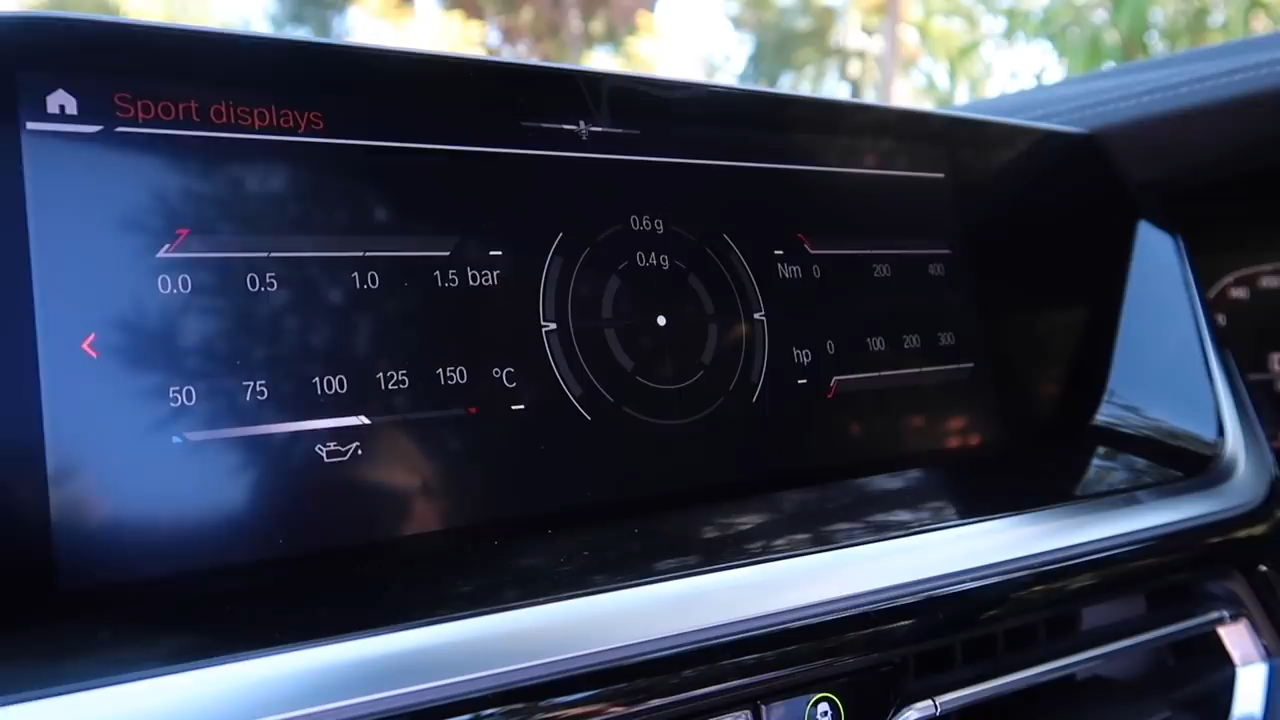 Sport displays
0.6 g
0.4 g
0.0 0.5 1.0 1.5 bar
Nm 0 200 400
50 75 100 125 150 °C
hp 0 100 200 300